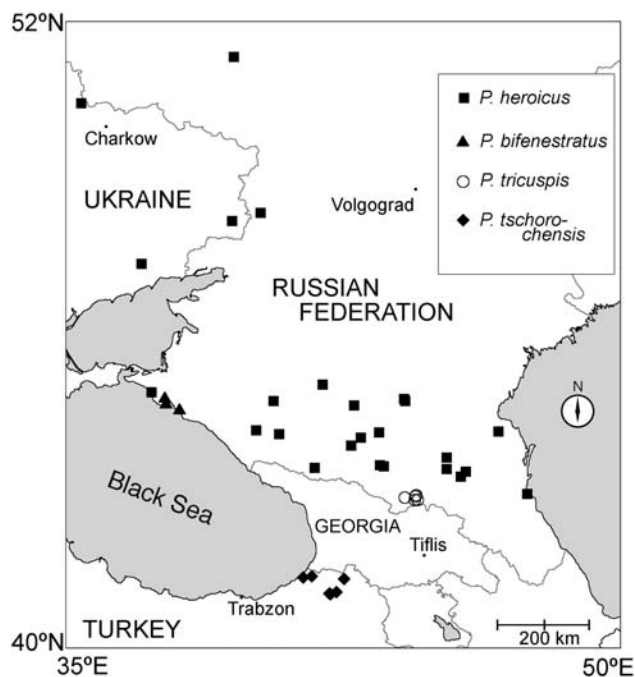 52ºN
P. heroicus
P. bifenestratus
P. tricuspis
P. tschoro-
chensis
Charkow
UKRAINE
Volgograd
RUSSIAN
FEDERATION
N
Black Sea
GEORGIA
Tiflis
Trabzon
TURKEY
200 km
40ºN
35ºE
50ºE